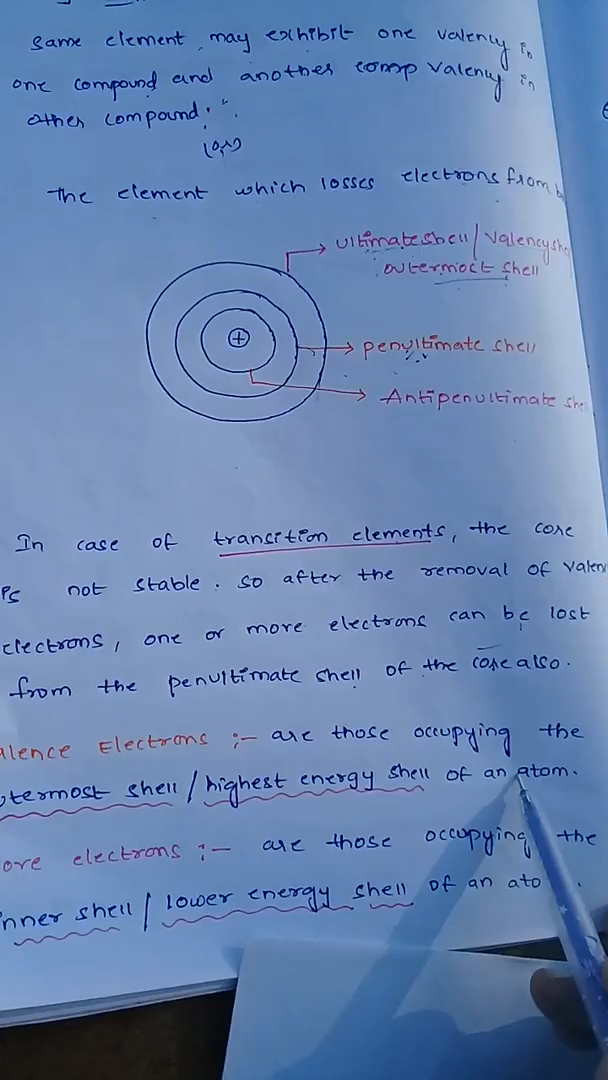 same element may exhibit one valency in
one compound and another comp valency in
other compound.".
(or)
The element which losses electrons from
ultimate shell/ valency
outermost shell
+
penultimate shell
Antipenultimate
In case of transition elements, the core
is not stable. so after the removal of valen
electrons, one or more electrons can be lost
from the penultimate shell of the core also.
alence Electrons :- are those occupying the
termost shell/highest energy shell of an atom.
ore electrons :- are those occupying the
inner shell/ lower energy shell of an ato